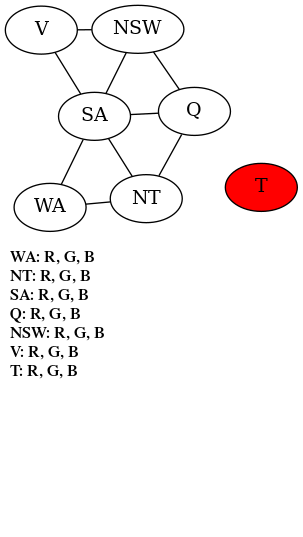 V
NSW
SA
Q
WA
NT
T
WA: R, G, B
NT: R, G, B
SA: R, G, B
Q: R, G, B
NSW: R, G, B
V: R, G, B
T: R, G, B